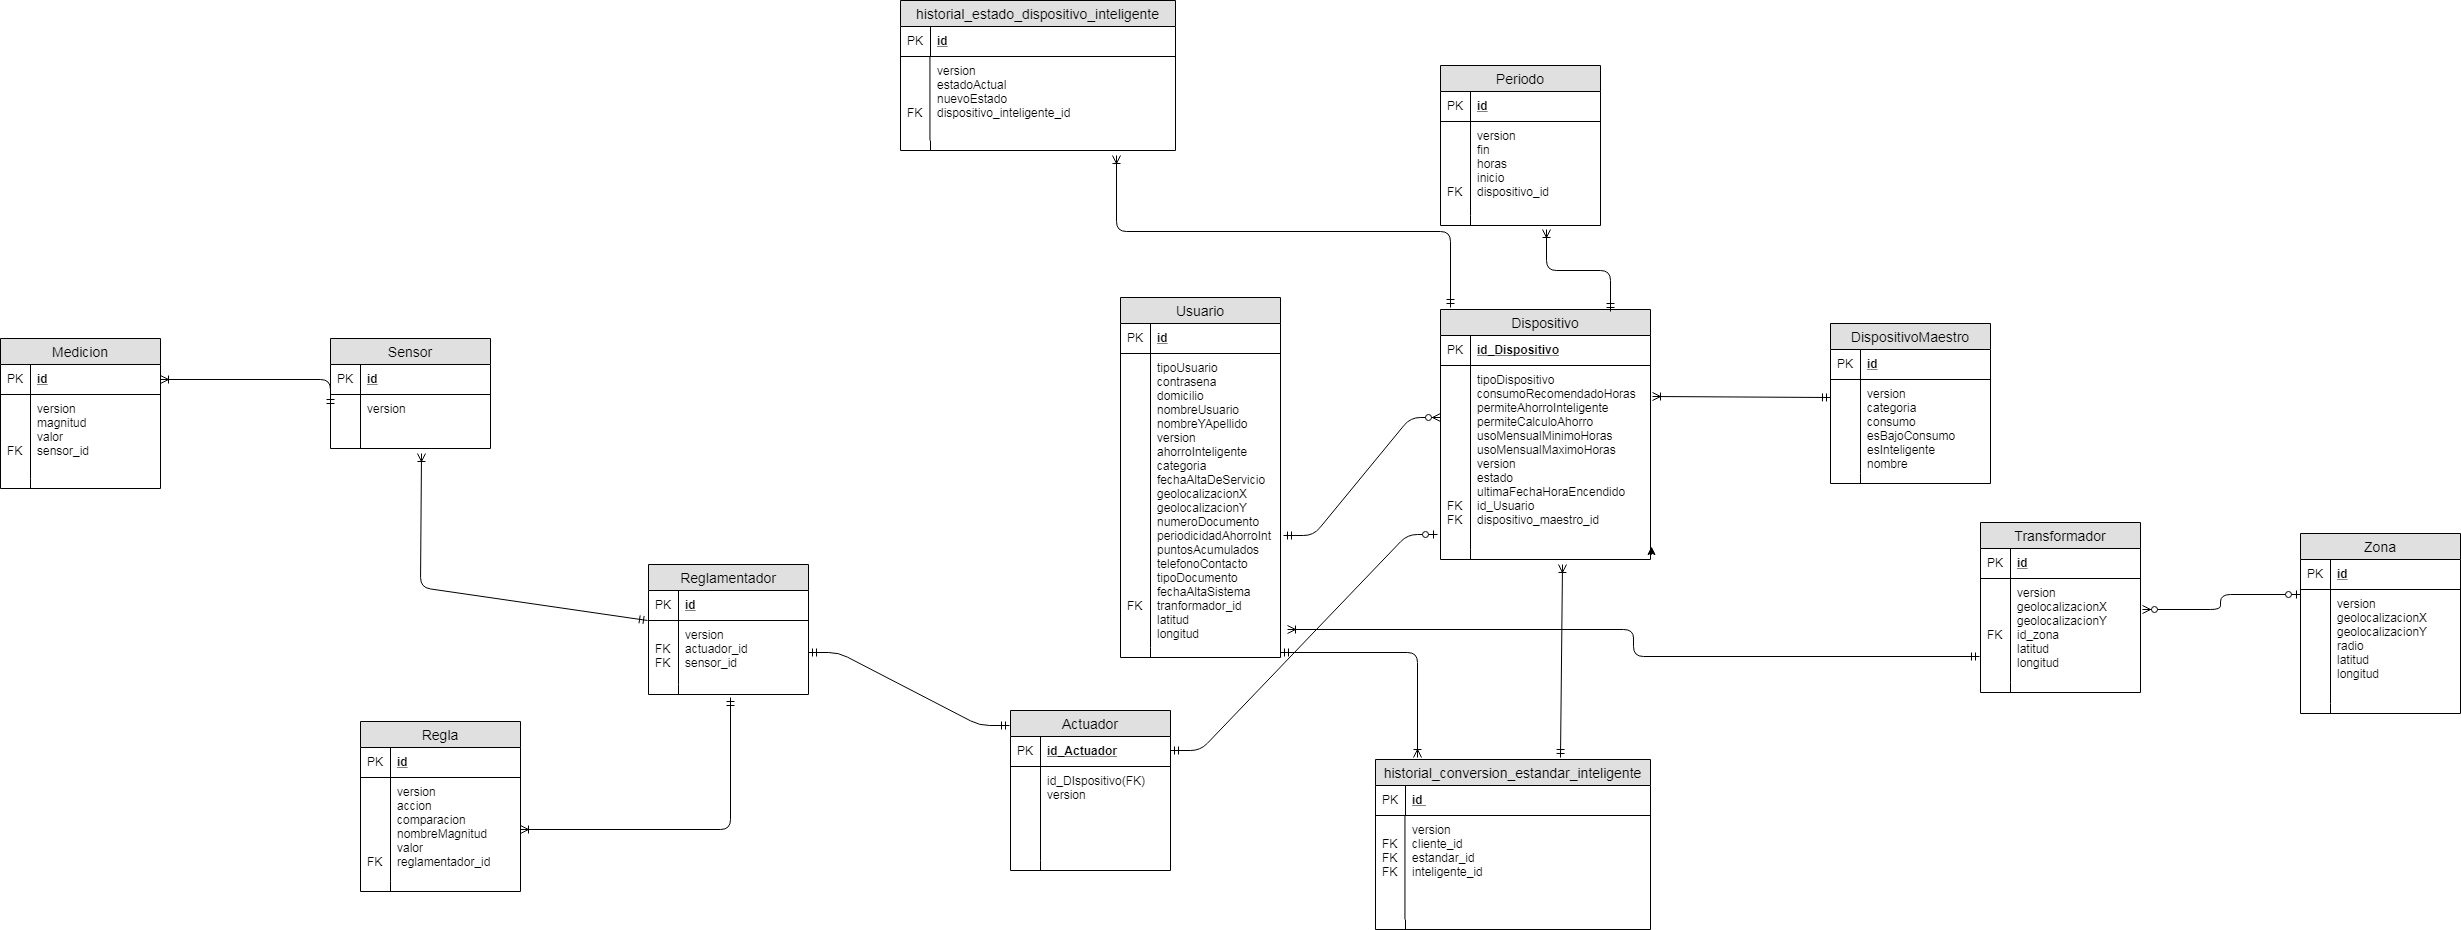 historial_estado_dispositivo_inteligente
PK id
version
estadoActual
nuevoEstado
FK dispositivo_inteligente_id
Periodo
PK id
version
fin
horas
inicio
FK dispositivo_id
Usuario
PK id
tipoUsuario
contrasena
domicilio
nombreUsuario
nombreYApellido
version
ahorroInteligente
categoria
fechaAltaDeServicio
geolocalizacionX
geolocalizacionY
numeroDocumento
periodicidadAhorroInt
puntosAcumulados
telefonoContacto
tipoDocumento
fechaAltaSistema
FK tranformador_id
latitud
longitud
Dispositivo
PK id_Dispositivo
tipoDispositivo
consumoRecomendadoHoras
permiteAhorroInteligente
permiteCalculoAhorro
usoMensualMinimoHoras
usoMensualMaximoHoras
version
estado
ultimaFechaHoraEncendido
FK id_Usuario
FK dispositivo_maestro_id
DispositivoMaestro
PK id
version
categoria
consumo
esBajoConsumo
esInteligente
nombre
Medicion
PK id
version
magnitud
valor
FK sensor_id
Sensor
PK id
version
Transformador
PK id
version
geolocalizacionX
geolocalizacionY
FK id_zona
latitud
longitud
Zona
PK id
version
geolocalizacionX
geolocalizacionY
radio
latitud
longitud
Reglamentador
PK id
version
FK actuador_id
FK sensor_id
Regla
PK id
version
accion
comparacion
nombreMagnitud
valor
FK reglamentador_id
Actuador
PK id_Actuador
id_DIspositivo(FK)
version
historial_conversion_estandar_inteligente
PK id
version
FK cliente_id
FK estandar_id
FK inteligente_id